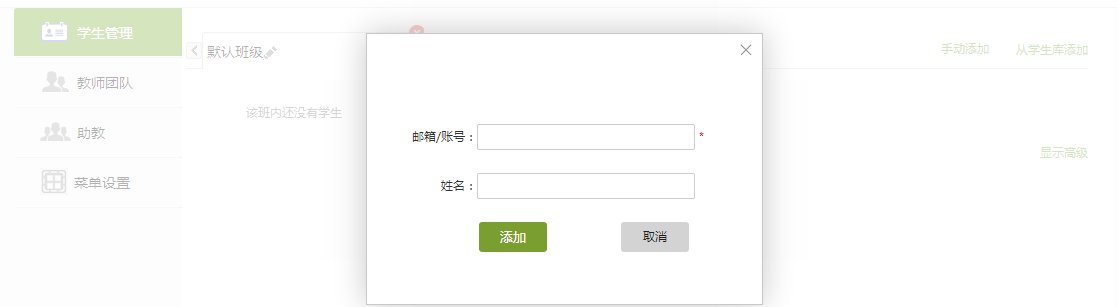 学生管理
教师团队
助教
菜单设置
默认班级
手动添加
从学生库添加
该班内还没有学生
显示高级
邮箱/账号：
*
姓名：
添加
取消